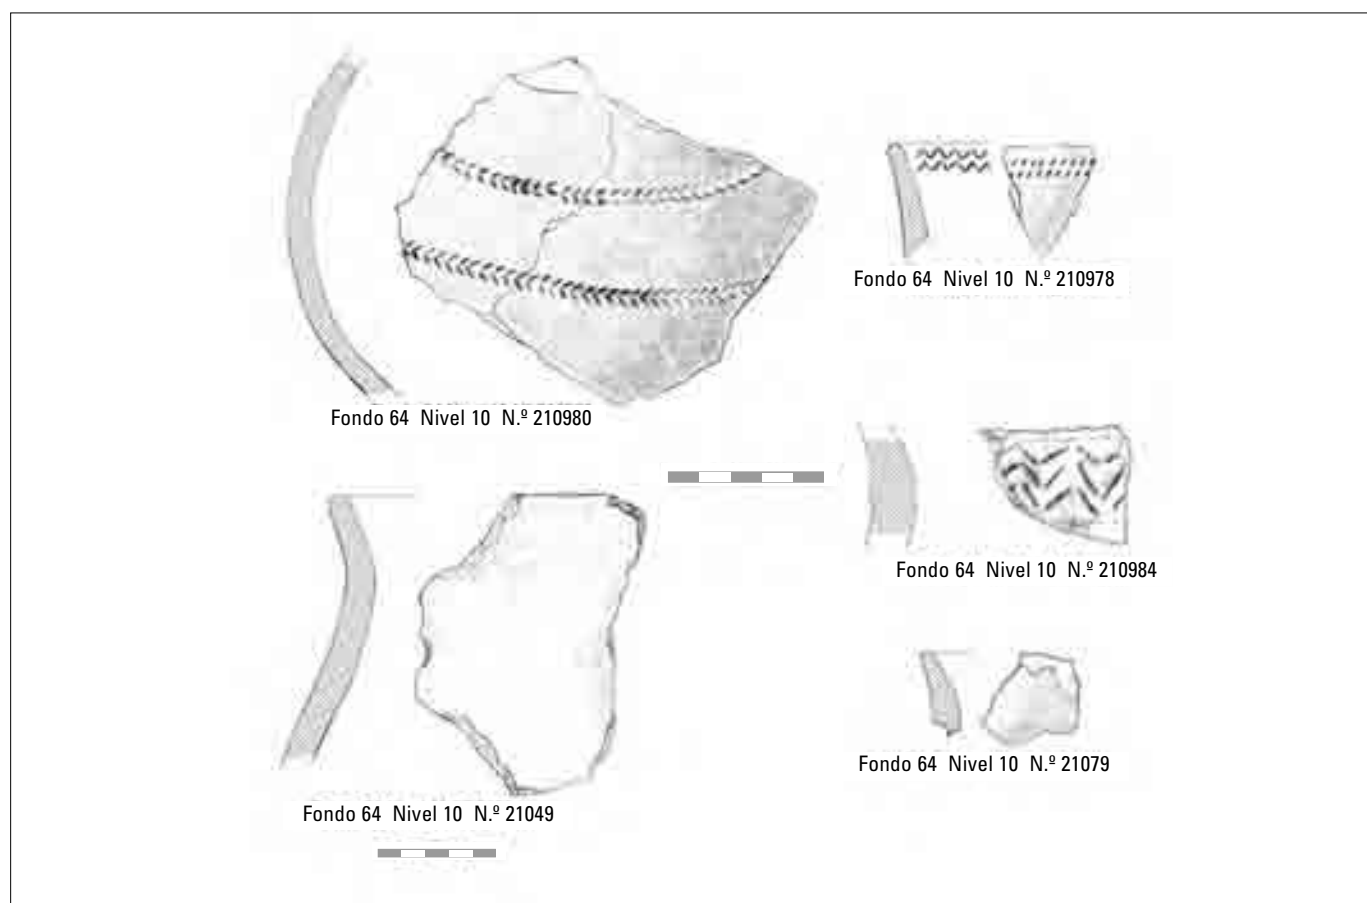 Fondo 64 Nivel 10 N.º 210980
Fondo 64 Nivel 10 N.º 210978
Fondo 64 Nivel 10 N.º 210984
Fondo 64 Nivel 10 N.º 21049
Fondo 64 Nivel 10 N.º 21079